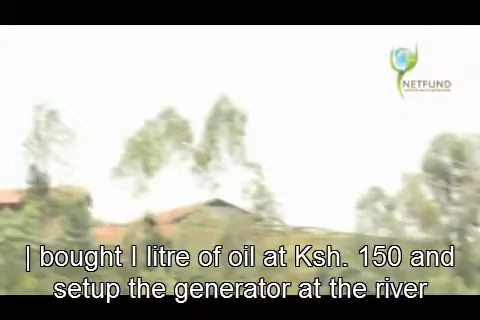 NETFUND
| bought I litre of oil at Ksh. 150 and
setup the generator at the river